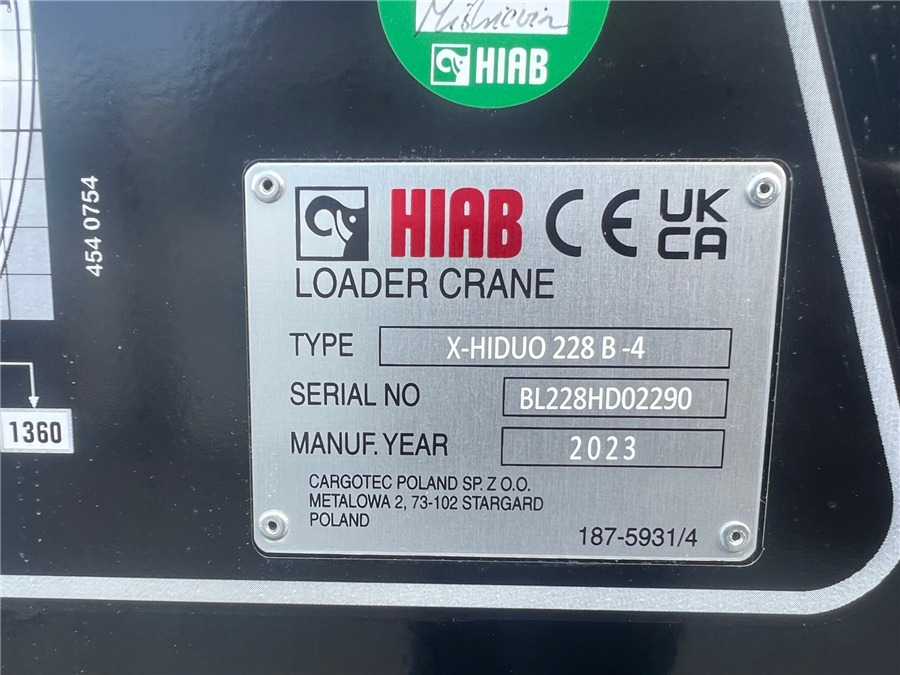 HIAB
454 0754
HIAB CE UK
CA
LOADER CRANE
TYPE X-HIDUO 228 B -4
SERIAL NO BL228HD02290
MANUF. YEAR 2023
CARGOTEC POLAND SP. Z O.O.
METALOWA 2, 73-102 STARGARD
POLAND
187-5931/4
1360